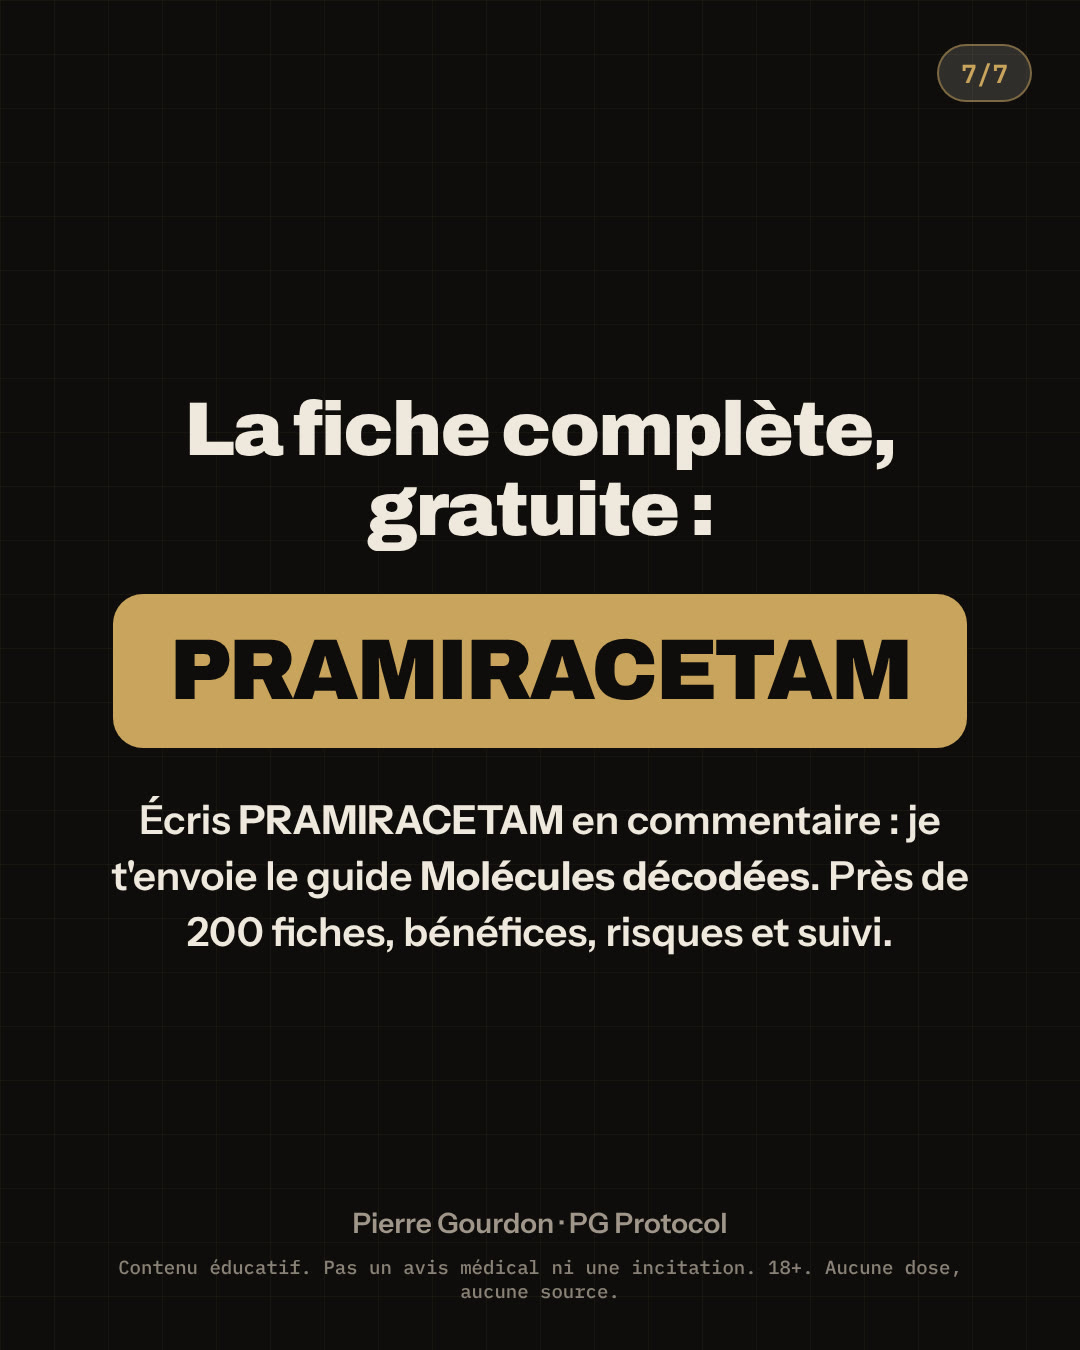 7/7
La fiche complète,
gratuite :
PRAMIRACETAM
Écris PRAMIRACETAM en commentaire : je
t'envoie le guide Molécules décodées. Près de
200 fiches, bénéfices, risques et suivi.
Pierre Gourdon · PG Protocol
Contenu éducatif. Pas un avis médical ni une incitation. 18+. Aucune dose,
aucune source.